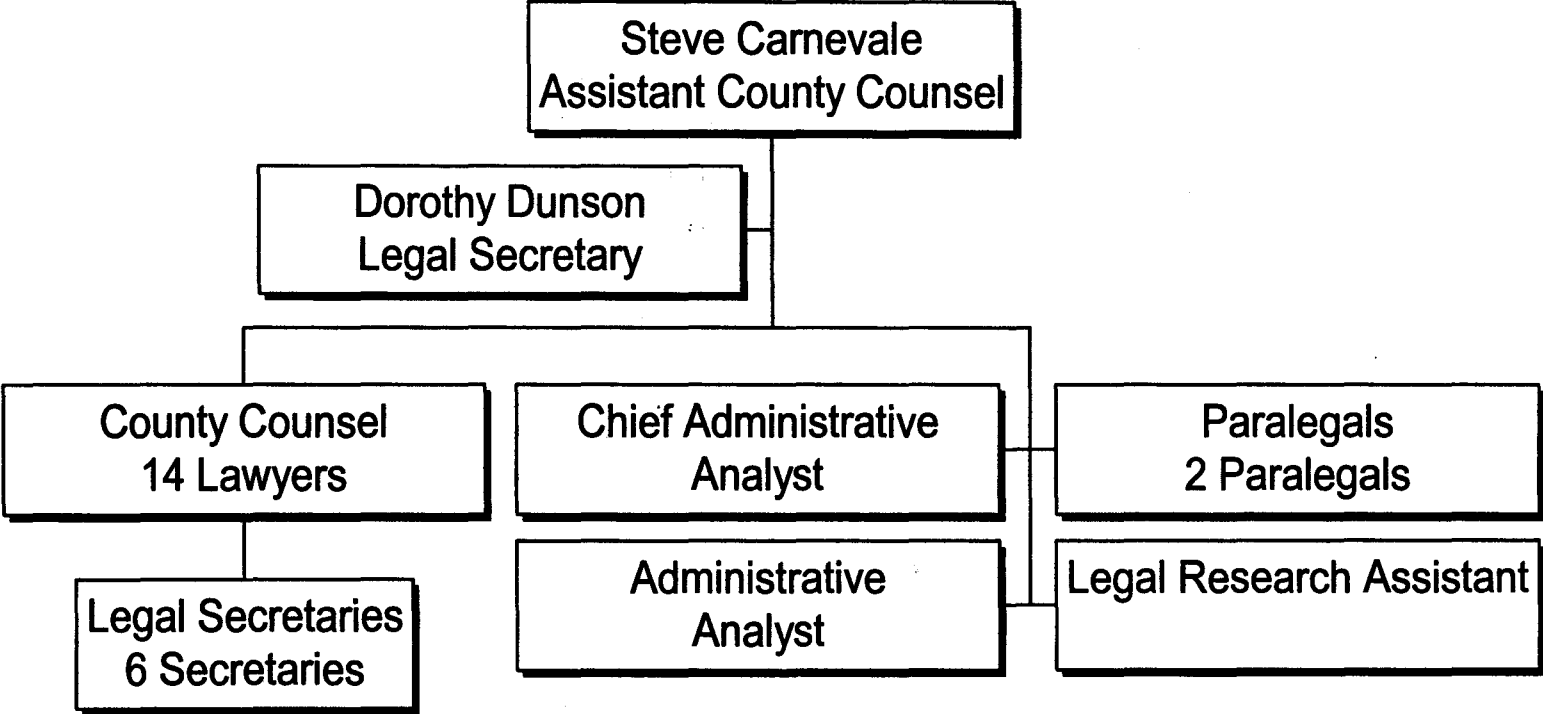 Steve Carnevale
Assistant County Counsel
Dorothy Dunson
Legal Secretary
County Counsel
14 Lawyers
Chief Administrative
Analyst
Paralegals
2 Paralegals
Legal Secretaries
6 Secretaries
Administrative
Analyst
Legal Research Assistant